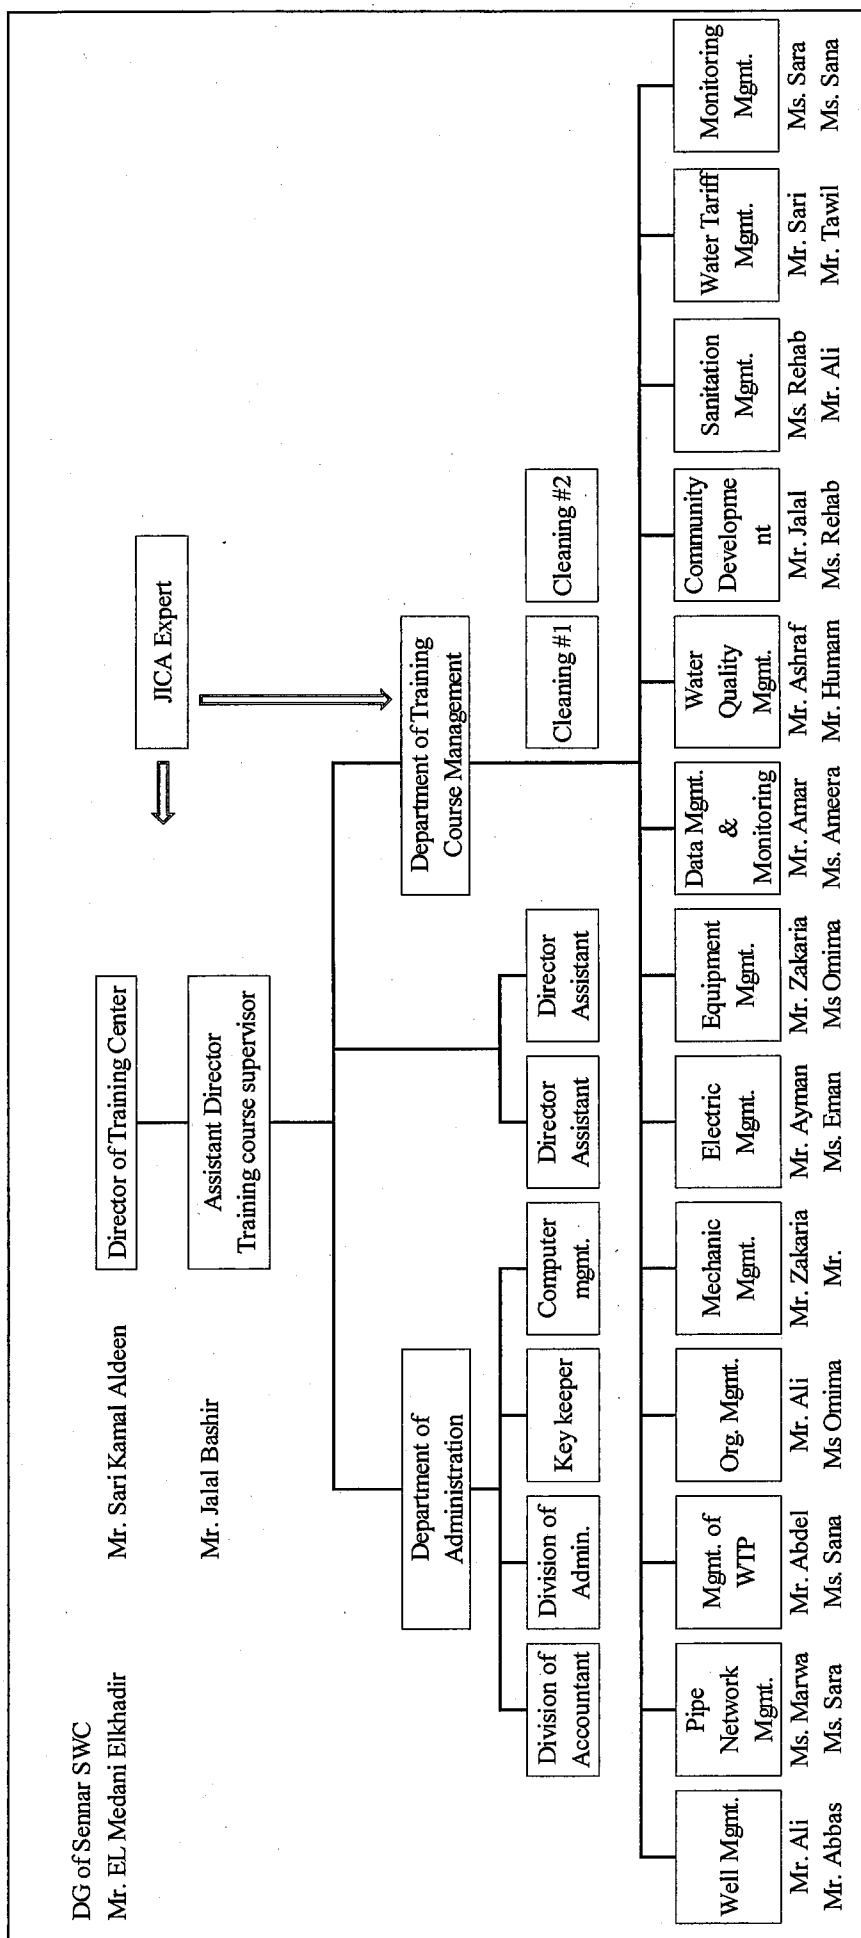 DG of Sennar SWC
Mr. EL Medani Elkhadir
Mr. Sari Kamal Aldeen
Director of Training Center
JICA Expert
Mr. Jalal Bashir
Assistant Director
Training course supervisor
Department of
Administration
Department of Training
Course Management
Division of
Accountant
Division of
Admin.
Key keeper
Computer
mgmt.
Director
Assistant
Director
Assistant
Cleaning #1
Cleaning #2
Well Mgmt.
Mr. Ali
Mr. Abbas
Pipe
Network
Mgmt.
Ms. Marwa
Ms. Sara
Mgmt. of
WTP
Mr. Abdel
Ms. Sana
Org. Mgmt.
Mr. Ali
Ms Omima
Mechanic
Mgmt.
Mr. Zakaria
Mr.
Electric
Mgmt.
Mr. Ayman
Ms. Eman
Equipment
Mgmt.
Mr. Zakaria
Ms Omima
Data Mgmt.
&
Monitoring
Mr. Amar
Ms. Ameera
Water
Quality
Mgmt.
Mr. Ashraf
Mr. Humam
Community
Developme
nt
Mr. Jalal
Ms. Rehab
Sanitation
Mgmt.
Ms. Rehab
Mr. Ali
Water Tariff
Mgmt.
Mr. Sari
Mr. Tawil
Monitoring
Mgmt.
Ms. Sara
Ms. Sana